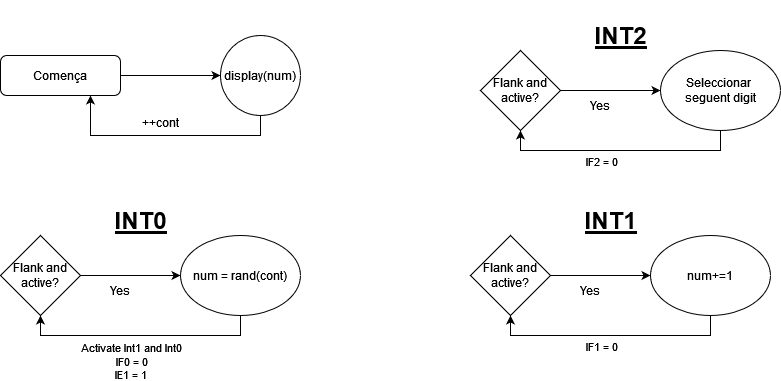 Comença
display(num)
++cont
INT2
Flank and
active?
Yes
Seleccionar
seguent digit
IF2 = 0
INT0
Flank and
active?
Yes
num = rand(cont)
Activate Int1 and Int0
IF0 = 0
IE1 = 1
INT1
Flank and
active?
Yes
num+=1
IF1 = 0